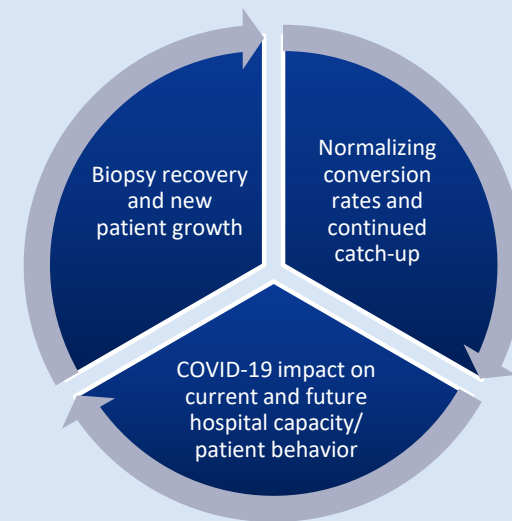 Biopsy recovery
and new
patient growth
Normalizing
conversion
rates and
continued
catch-up
COVID-19 impact on
current and future
hospital capacity/
patient behavior